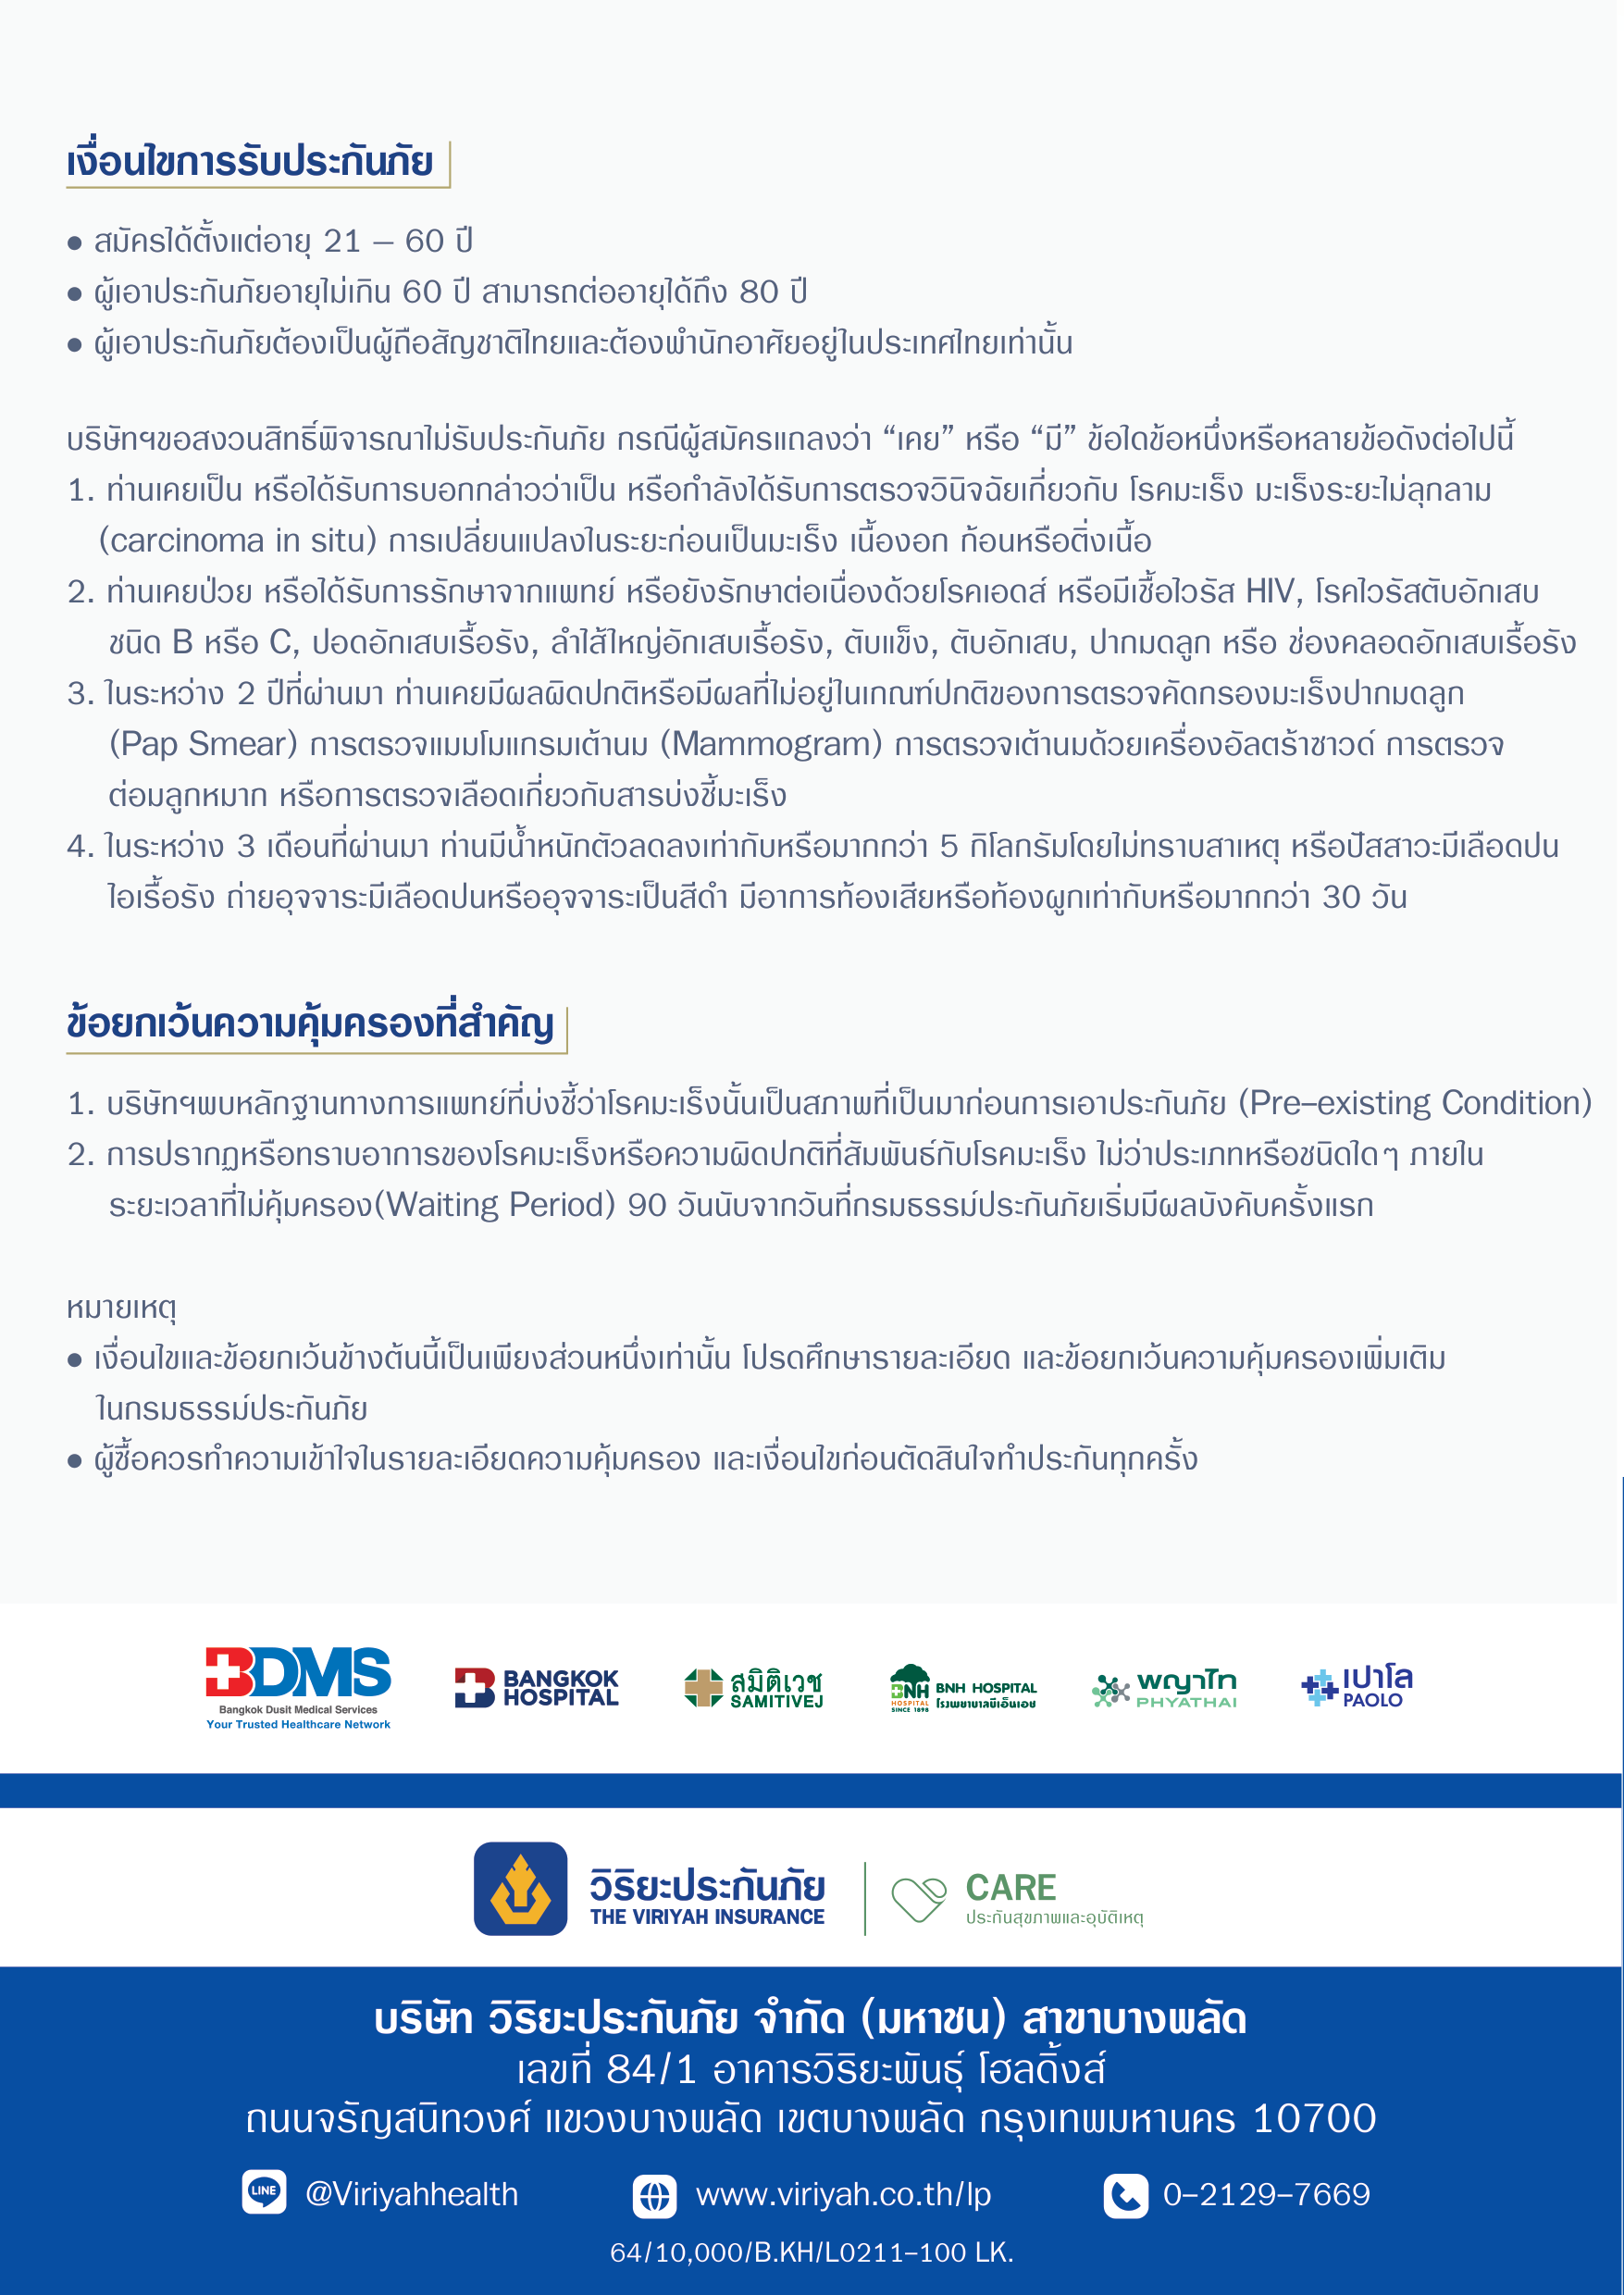 เงื่อนไขการรับประกันภัย
● สมัครได้ตั้งแต่อายุ 21 – 60 ปี
● ผู้เอาประกันภัยอายุไม่เกิน 60 ปี สามารถต่ออายุได้ถึง 80 ปี
● ผู้เอาประกันภัยต้องเป็นผู้ถือสัญชาติไทยและต้องพำนักอาศัยอยู่ในประเทศไทยเท่านั้น
บริษัทฯขอสงวนสิทธิ์พิจารณาไม่รับประกันภัย กรณีผู้สมัครแถลงว่า “เคย” หรือ “มี” ข้อใดข้อหนึ่งหรือหลายข้อดังต่อไปนี้
1. ท่านเคยเป็น หรือได้รับการบอกกล่าวว่าเป็น หรือกำลังได้รับการตรวจวินิจฉัยเกี่ยวกับ โรคมะเร็ง มะเร็งระยะไม่ลุกลาม
(carcinoma in situ) การเปลี่ยนแปลงในระยะก่อนเป็นมะเร็ง เนื้องอก ก้อนหรือติ่งเนื้อ
2. ท่านเคยป่วย หรือได้รับการรักษาจากแพทย์ หรือยังรักษาต่อเนื่องด้วยโรคเอดส์ หรือมีเชื้อไวรัส HIV, โรคไวรัสตับอักเสบ
ชนิด B หรือ C, ปอดอักเสบเรื้อรัง, ลำไส้ใหญ่อักเสบเรื้อรัง, ตับแข็ง, ตับอักเสบ, ปากมดลูก หรือ ช่องคลอดอักเสบเรื้อรัง
3. ในระหว่าง 2 ปีที่ผ่านมา ท่านเคยมีผลผิดปกติหรือมีผลที่ไม่อยู่ในเกณฑ์ปกติของการตรวจคัดกรองมะเร็งปากมดลูก
(Pap Smear) การตรวจแมมโมแกรมเต้านม (Mammogram) การตรวจเต้านมด้วยเครื่องอัลตร้าซาวด์ การตรวจ
ต่อมลูกหมาก หรือการตรวจเลือดเกี่ยวกับสารบ่งชี้มะเร็ง
4. ในระหว่าง 3 เดือนที่ผ่านมา ท่านมีน้ำหนักตัวลดลงเท่ากับหรือมากกว่า 5 กิโลกรัมโดยไม่ทราบสาเหตุ หรือปัสสาวะมีเลือดปน
ไอเรื้อรัง ถ่ายอุจจาระมีเลือดปนหรืออุจจาระเป็นสีดำ มีอาการท้องเสียหรือท้องผูกเท่ากับหรือมากกว่า 30 วัน
ข้อยกเว้นความคุ้มครองที่สำคัญ
1. บริษัทฯพบหลักฐานทางการแพทย์ที่บ่งชี้ว่าโรคมะเร็งนั้นเป็นสภาพที่เป็นมาก่อนการเอาประกันภัย (Pre–existing Condition)
2. การปรากฏหรือทราบอาการของโรคมะเร็งหรือความผิดปกติที่สัมพันธ์กับโรคมะเร็ง ไม่ว่าประเภทหรือชนิดใดๆ ภายใน
ระยะเวลาที่ไม่คุ้มครอง(Waiting Period) 90 วันนับจากวันที่กรมธรรม์ประกันภัยเริ่มมีผลบังคับครั้งแรก
หมายเหตุ
● เงื่อนไขและข้อยกเว้นข้างต้นนี้เป็นเพียงส่วนหนึ่งเท่านั้น โปรดศึกษารายละเอียด และข้อยกเว้นความคุ้มครองเพิ่มเติม
ในกรมธรรม์ประกันภัย
● ผู้ซื้อควรทำความเข้าใจในรายละเอียดความคุ้มครอง และเงื่อนไขก่อนตัดสินใจทำประกันทุกครั้ง
BDMS
Bangkok Dusit Medical Services
Your Trusted Healthcare Network
BANGKOK
HOSPITAL
สมิติเวช
SAMITIVEJ
BNH
HOSPITAL
SINCE 1898
BNH HOSPITAL
โรงพยาบาลบีเอ็นเอช
พญาไท
PHYATHAI
เปาโล
PAOLO
วิริยะประกันภัย
THE VIRIYAH INSURANCE
CARE
ประกันสุขภาพและอุบัติเหตุ
บริษัท วิริยะประกันภัย จำกัด (มหาชน) สาขาบางพลัด
เลขที่ 84/1 อาคารวิริยะพันธุ์ โฮลดิ้งส์
ถนนจรัญสนิทวงศ์ แขวงบางพลัด เขตบางพลัด กรุงเทพมหานคร 10700
LINE @Viriyahhealth
www.viriyah.co.th/lp
0–2129–7669
64/10,000/B.KH/L0211–100 LK.